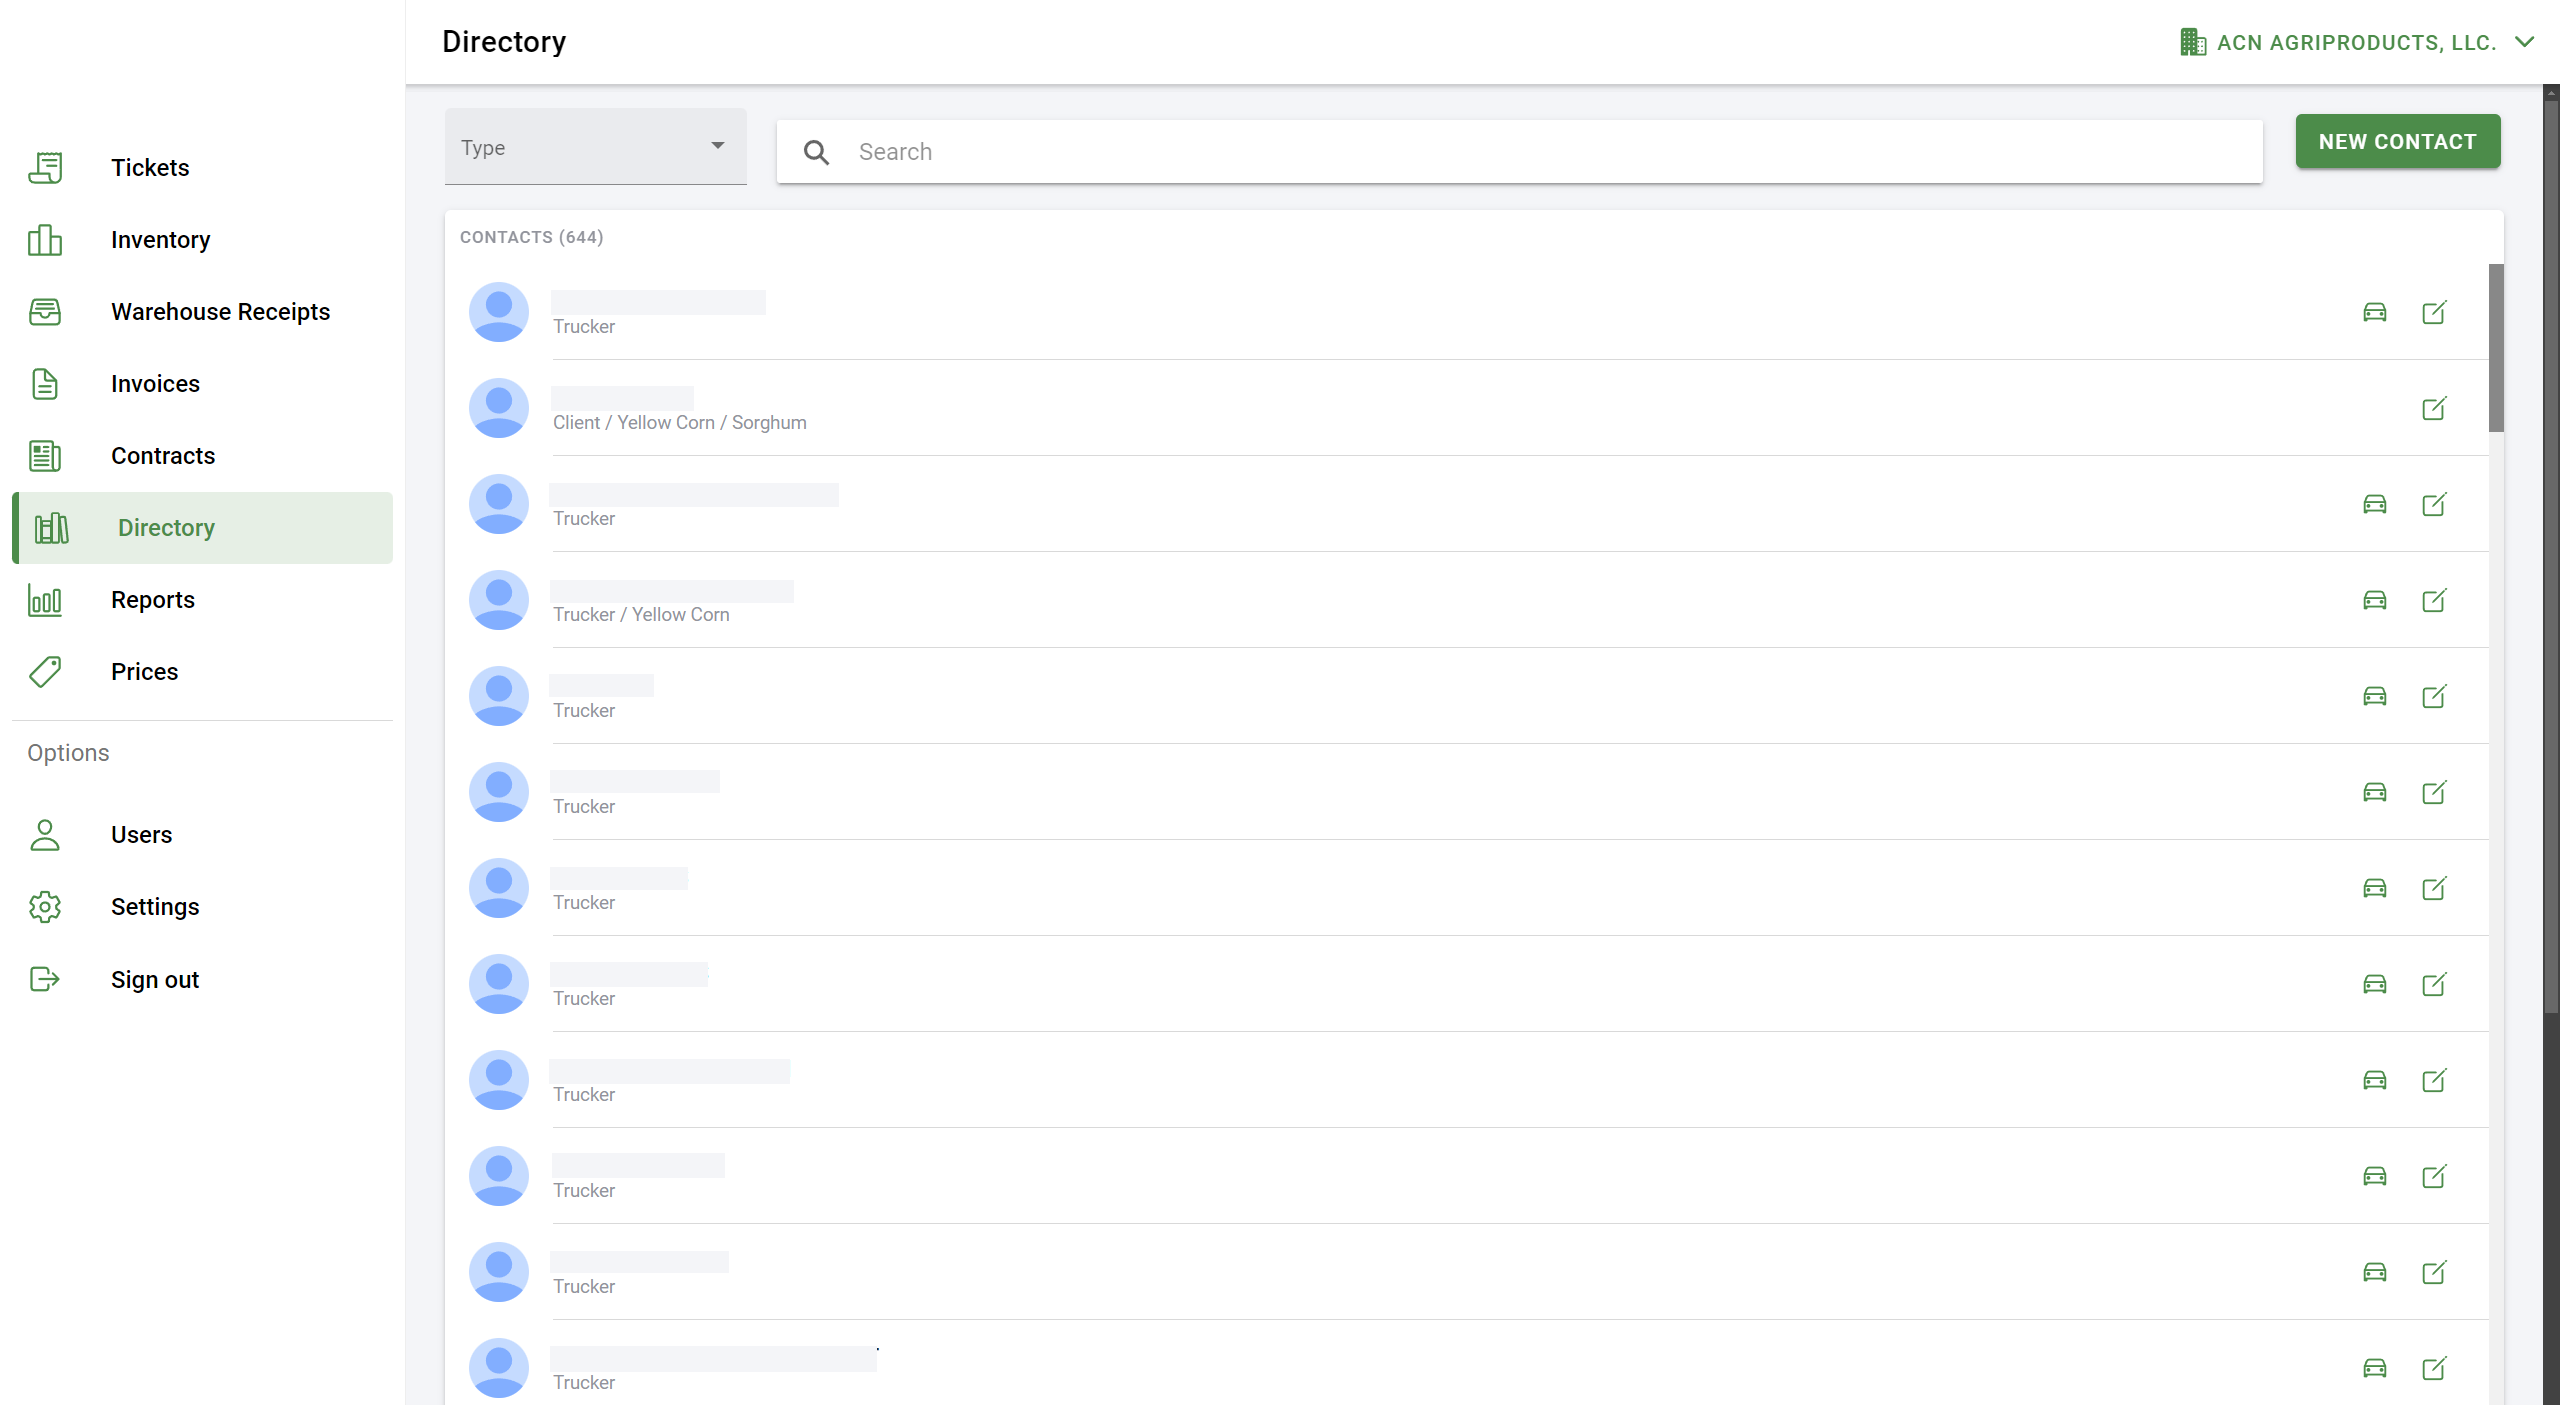 Directory
ACN AGRIPRODUCTS, LLC.
Tickets
Inventory
Warehouse Receipts
Invoices
Contracts
Directory
Reports
Prices
Options
Users
Settings
Sign out
Type
Search
NEW CONTACT
CONTACTS (644)
Trucker
Client / Yellow Corn / Sorghum
Trucker
Trucker / Yellow Corn
Trucker
Trucker
Trucker
Trucker
Trucker
Trucker
Trucker
Trucker